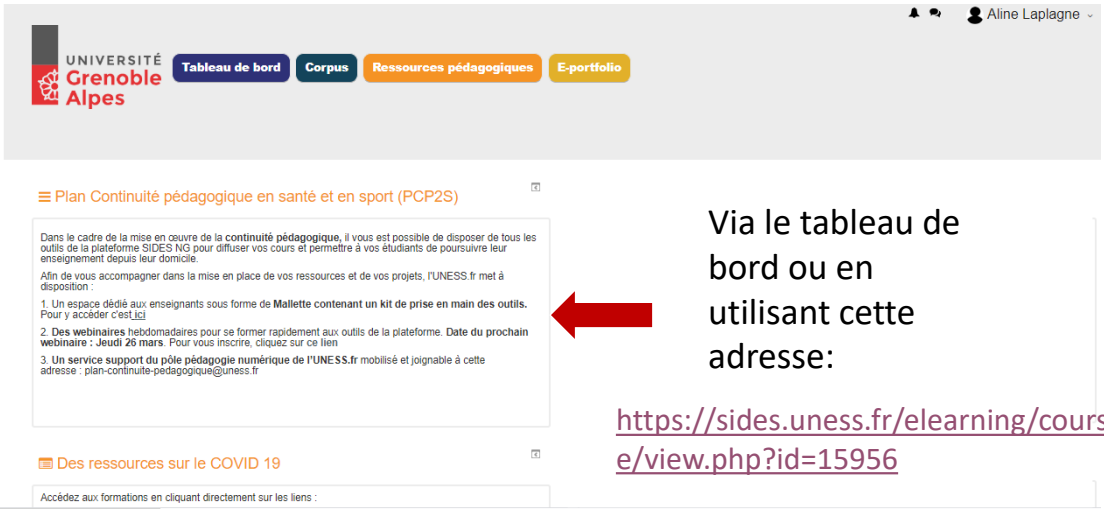 Aline Laplagne
UNIVERSITÉ
Grenoble
Alpes
Tableau de bord
Corpus
Ressources pédagogiques
E-portfolio
Plan Continuité pédagogique en santé et en sport (PCP2S)
Dans le cadre de la mise en œuvre de la continuité pédagogique, il vous est possible de disposer de tous les
outils de la plateforme SIDES NG pour diffuser vos cours et permettre à vos étudiants de poursuivre leur
enseignement depuis leur domicile.
Afin de vous accompagner dans la mise en place de vos ressources et de vos projets, l'UNESS.fr met à
disposition :
1. Un espace dédié aux enseignants sous forme de Mallette contenant un kit de prise en main des outils.
Pour y accéder c'est ici
2. Des webinaires hebdomadaires pour se former rapidement aux outils de la plateforme. Date du prochain
webinaire : Jeudi 26 mars. Pour vous inscrire, cliquez sur ce lien
3. Un service support du pôle pédagogie numérique de l'UNESS.fr mobilisé et joignable à cette
adresse : plan-continuite-pedagogique@uness.fr
Via le tableau de
bord ou en
utilisant cette
adresse:
https://sides.uness.fr/elearning/cours
e/view.php?id=15956
Des ressources sur le COVID 19
Accédez aux formations en cliquant directement sur les liens :